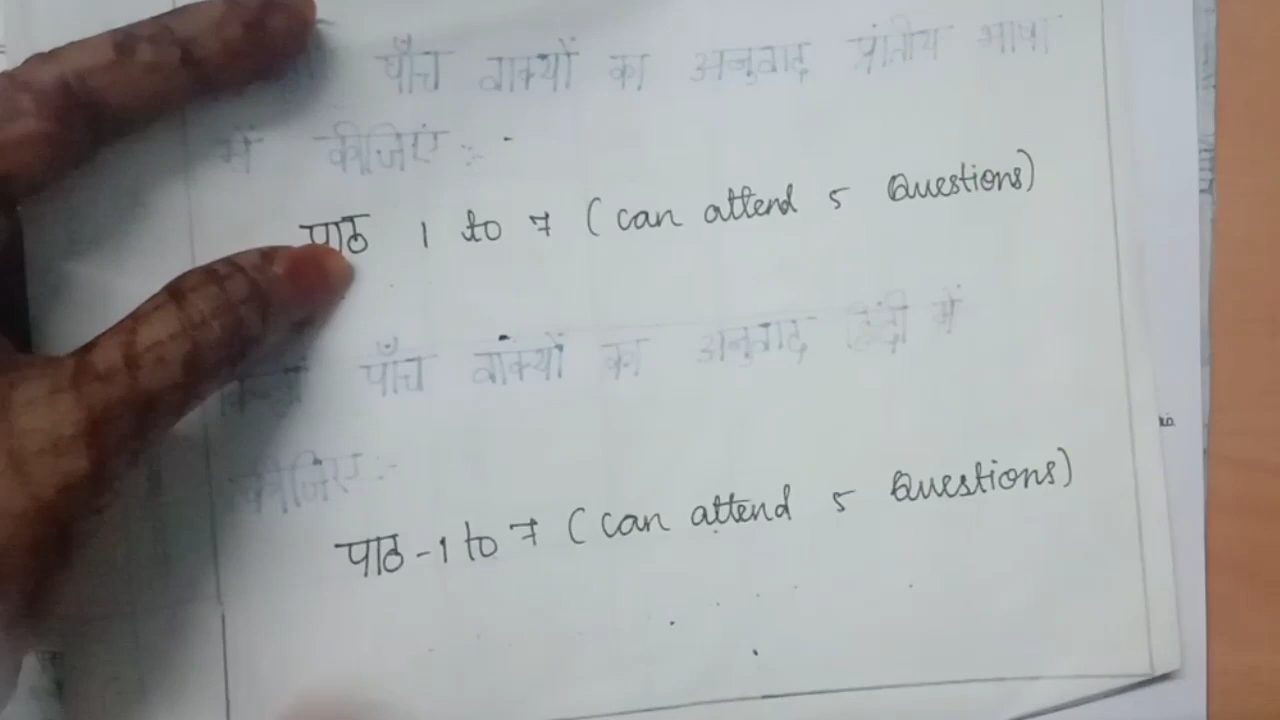 पाँच वाक्यों का अनुवाद प्रांतीय भाषा
में कीजिएं :-
पाठ 1 to 7 (can attend 5 Questions)
पाँच वांक्यों का अनुवाद हिंदी में
कीजिए :-
पाठ - 1 to 7 (can attend 5 Questions)